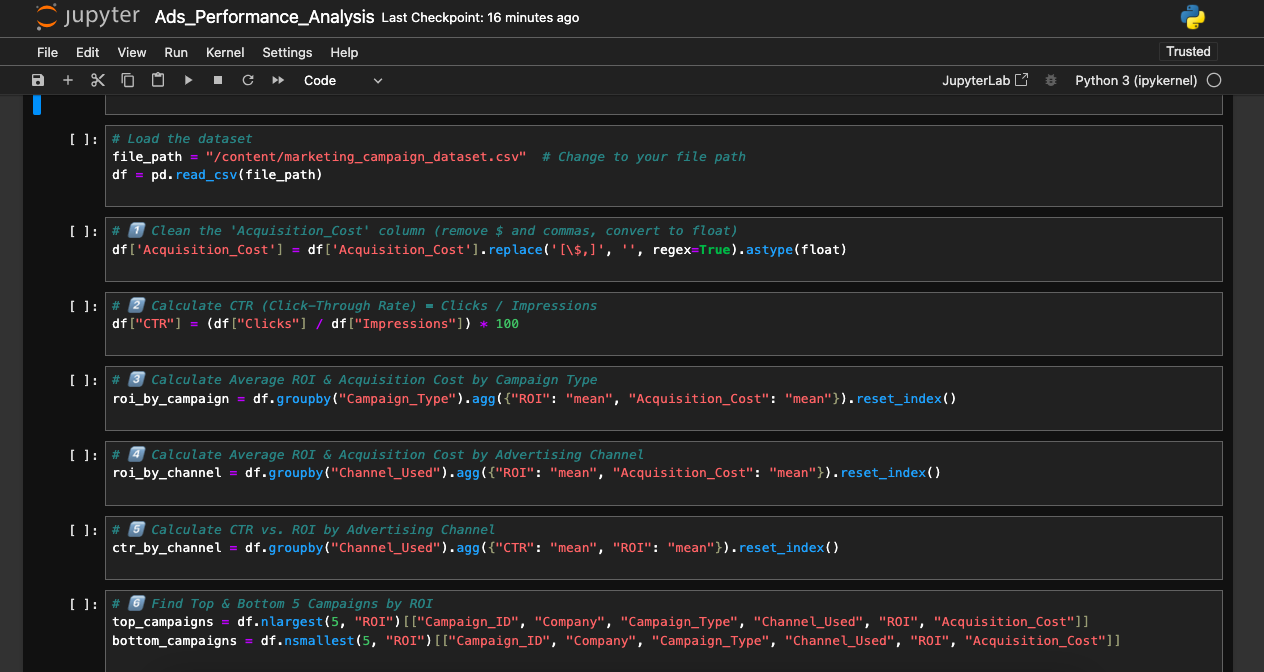 jupyter Ads_Performance_Analysis Last Checkpoint: 16 minutes ago
File Edit View Run Kernel Settings Help Trusted
Code JupyterLab Python 3 (ipykernel)
[ ]: # Load the dataset
file_path = "/content/marketing_campaign_dataset.csv"  # Change to your file path
df = pd.read_csv(file_path)
[ ]: # 1️⃣ Clean the 'Acquisition_Cost' column (remove $ and commas, convert to float)
df['Acquisition_Cost'] = df['Acquisition_Cost'].replace('[\$,]', '', regex=True).astype(float)
[ ]: # 2️⃣ Calculate CTR (Click-Through Rate) = Clicks / Impressions
df["CTR"] = (df["Clicks"] / df["Impressions"]) * 100
[ ]: # 3️⃣ Calculate Average ROI & Acquisition Cost by Campaign Type
roi_by_campaign = df.groupby("Campaign_Type").agg({"ROI": "mean", "Acquisition_Cost": "mean"}).reset_index()
[ ]: # 4️⃣ Calculate Average ROI & Acquisition Cost by Advertising Channel
roi_by_channel = df.groupby("Channel_Used").agg({"ROI": "mean", "Acquisition_Cost": "mean"}).reset_index()
[ ]: # 5️⃣ Calculate CTR vs. ROI by Advertising Channel
ctr_by_channel = df.groupby("Channel_Used").agg({"CTR": "mean", "ROI": "mean"}).reset_index()
[ ]: # 6️⃣ Find Top & Bottom 5 Campaigns by ROI
top_campaigns = df.nlargest(5, "ROI")[["Campaign_ID", "Company", "Campaign_Type", "Channel_Used", "ROI", "Acquisition_Cost"]]
bottom_campaigns = df.nsmallest(5, "ROI")[["Campaign_ID", "Company", "Campaign_Type", "Channel_Used", "ROI", "Acquisition_Cost"]]